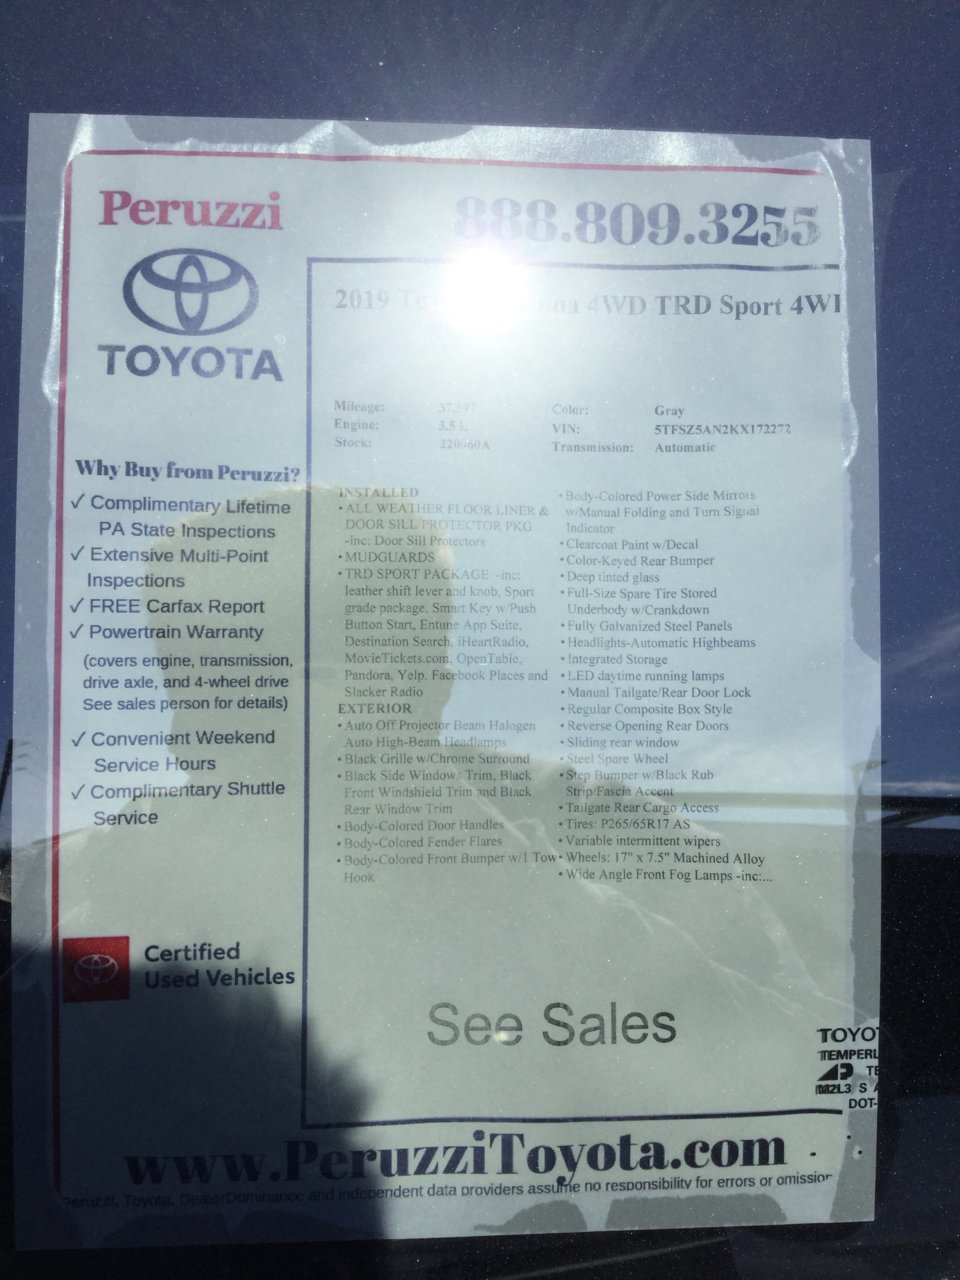 Peruzzi
888.809.3255
TOYOTA
2019 4WD TRD Sport 4WD
Mileage: 37,397
Engine: 3.5 L
Stock: 220060A
Color: Gray
VIN: 5TFSZ5AN2KX172272
Transmission: Automatic
Why Buy from Peruzzi?
✓ Complimentary Lifetime
PA State Inspections
✓ Extensive Multi-Point
Inspections
✓ FREE Carfax Report
✓ Powertrain Warranty
(covers engine, transmission,
drive axle, and 4-wheel drive
See sales person for details)
✓ Convenient Weekend
Service Hours
✓ Complimentary Shuttle
Service
Certified
Used Vehicles
INSTALLED
• ALL WEATHER FLOOR LINER &
DOOR SILL PROTECTOR PKG
-inc: Door Sill Protectors
• MUDGUARDS
• TRD SPORT PACKAGE -inc:
leather shift lever and knob, Sport
grade package, Smart Key w/Push
Button Start, Entune App Suite,
Destination Search, iHeartRadio,
MovieTickets.com, OpenTable,
Pandora, Yelp, Facebook Places and
Slacker Radio
EXTERIOR
• Auto Off Projector Beam Halogen
Auto High-Beam Headlamps
• Black Grille w/Chrome Surround
• Black Side Windows Trim, Black
Front Windshield Trim and Black
Rear Window Trim
• Body-Colored Door Handles
• Body-Colored Fender Flares
• Body-Colored Front Bumper w/1 Tow
Hook
• Body-Colored Power Side Mirrors
w/Manual Folding and Turn Signal
Indicator
• Clearcoat Paint w/Decal
• Color-Keyed Rear Bumper
• Deep tinted glass
• Full-Size Spare Tire Stored
Underbody w/Crankdown
• Fully Galvanized Steel Panels
• Headlights-Automatic Highbeams
• Integrated Storage
• LED daytime running lamps
• Manual Tailgate/Rear Door Lock
• Regular Composite Box Style
• Reverse Opening Rear Doors
• Sliding rear window
• Steel Spare Wheel
• Step Bumper w/Black Rub
Strip/Fascia Accent
• Tailgate Rear Cargo Access
• Tires: P265/65R17 AS
• Variable intermittent wipers
• Wheels: 17" x 7.5" Machined Alloy
• Wide Angle Front Fog Lamps -inc:...
See Sales
TOYO
TEMPERL
TE
M2L3 S A
DOT-
www.PeruzziToyota.com
Peruzzi, Toyota, DealerDominance and independent data providers assume no responsibility for errors or omission